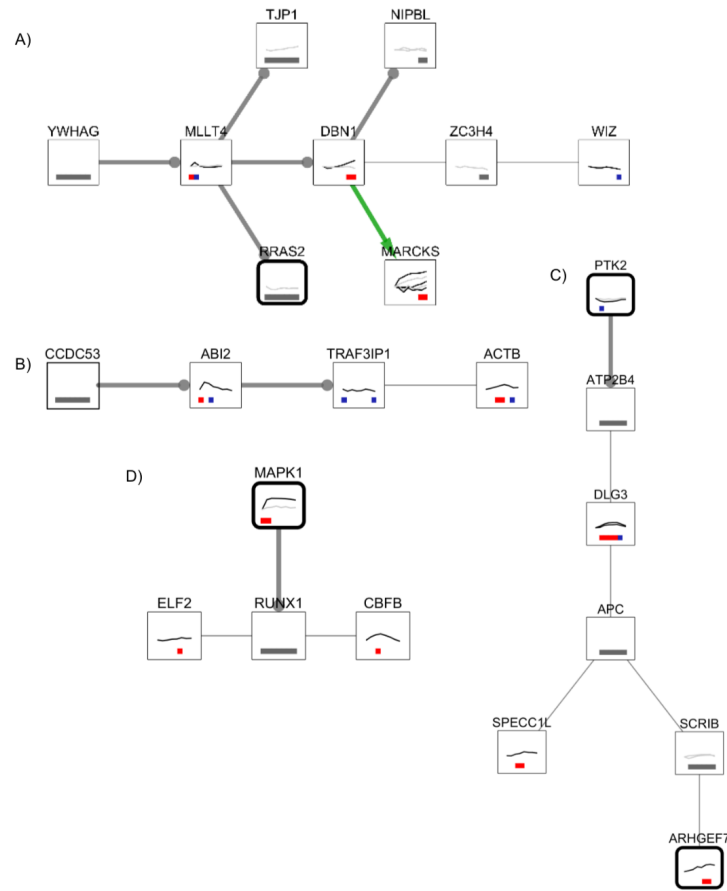 TJP1 NIPBL
A)
YWHAG MLLT4 DBN1 ZC3H4 WIZ
RRAS2 MARCKS
C)
PTK2
B)
CCDC53 ABI2 TRAF3IP1 ACTB
ATP2B4
D)
MAPK1
DLG3
ELF2 RUNX1 CBFB
APC
SPECC1L SCRIB
ARHGEF7